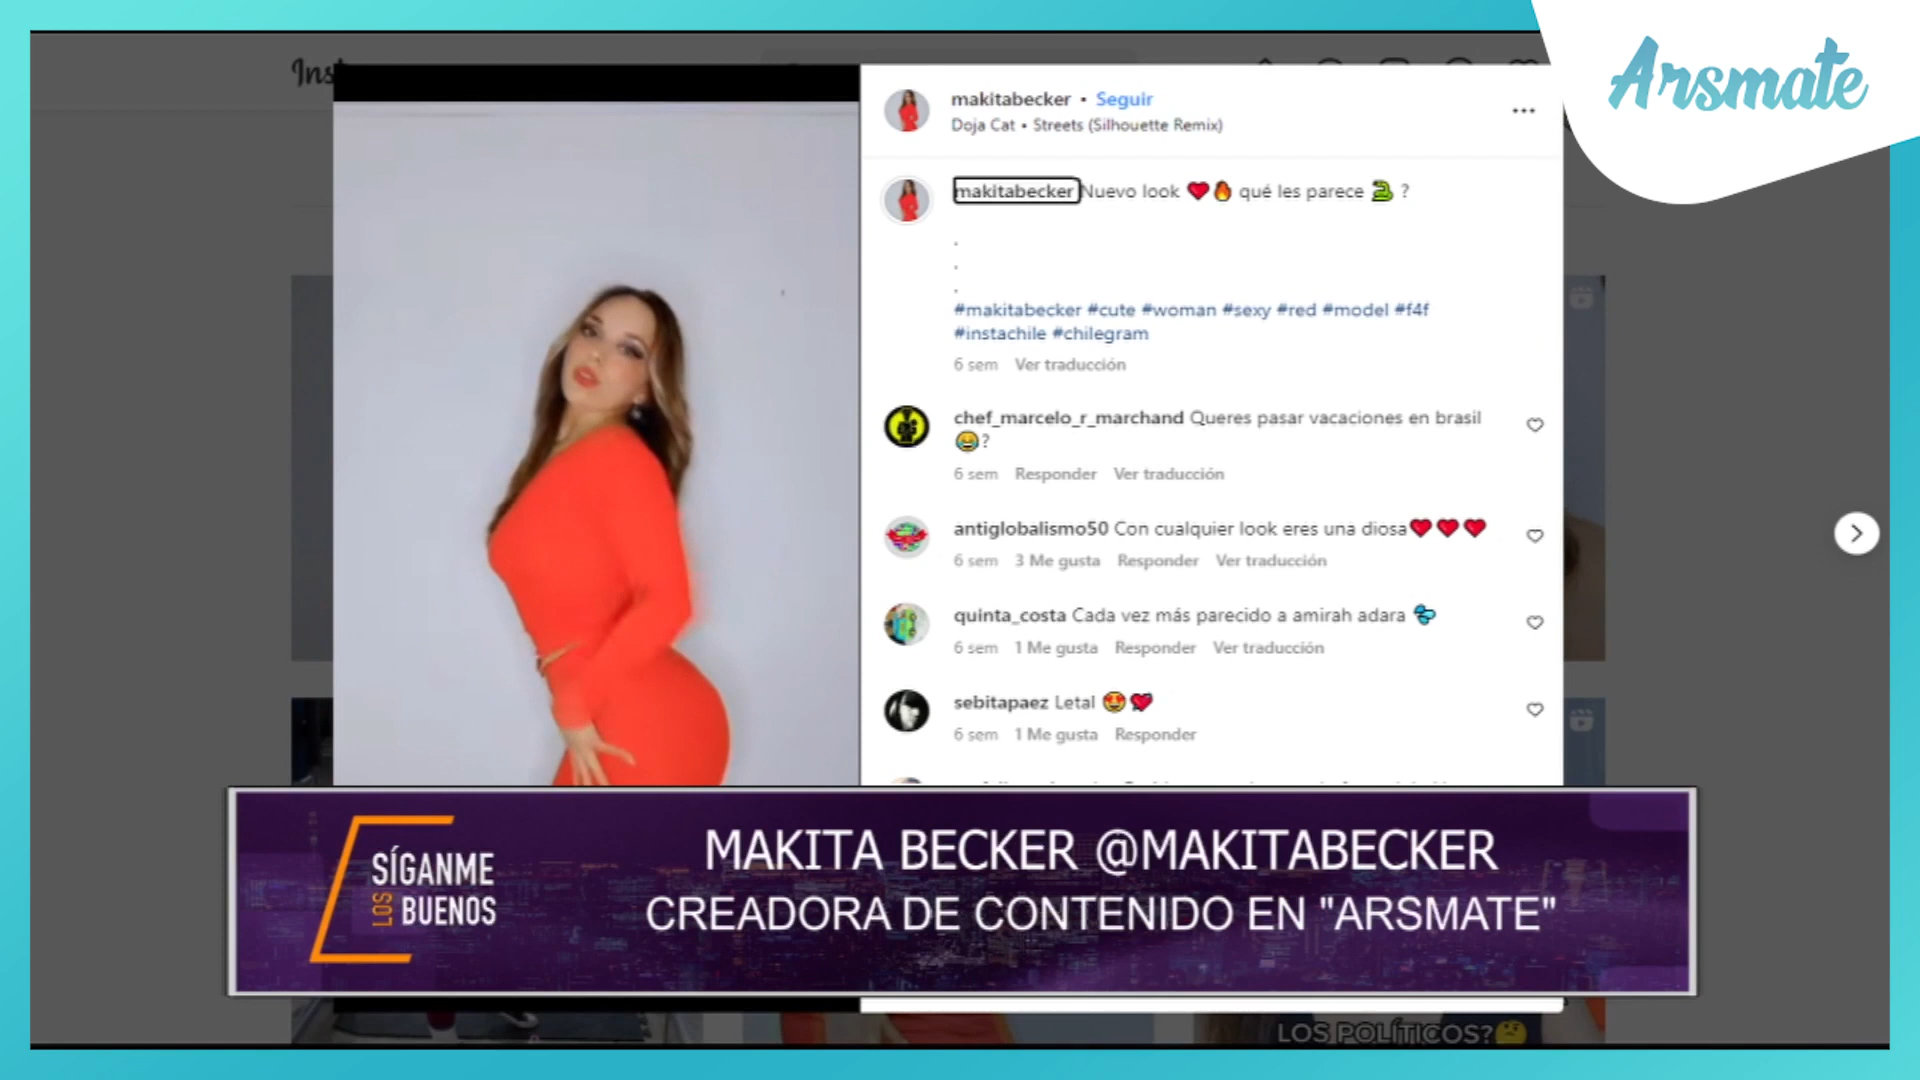 Arsmate
Inst
makitabecker • Seguir
Doja Cat • Streets (Silhouette Remix)
makitabecker Nuevo look ❤️🔥 qué les parece 🐍 ?
.
.
.
#makitabecker #cute #woman #sexy #red #model #f4f
#instachile #chilegram
6 sem Ver traducción
chef_marcelo_r_marchand Queres pasar vacaciones en brasil
😂?
6 sem Responder Ver traducción
antiglobalismo50 Con cualquier look eres una diosa❤️❤️❤️
6 sem 3 Me gusta Responder Ver traducción
quinta_costa Cada vez más parecido a amirah adara 💦
6 sem 1 Me gusta Responder Ver traducción
sebitapaez Letal 😍💘
6 sem 1 Me gusta Responder
SÍGANME
LOS BUENOS
MAKITA BECKER @MAKITABECKER
CREADORA DE CONTENIDO EN "ARSMATE"
LOS POLÍTICOS?🤔